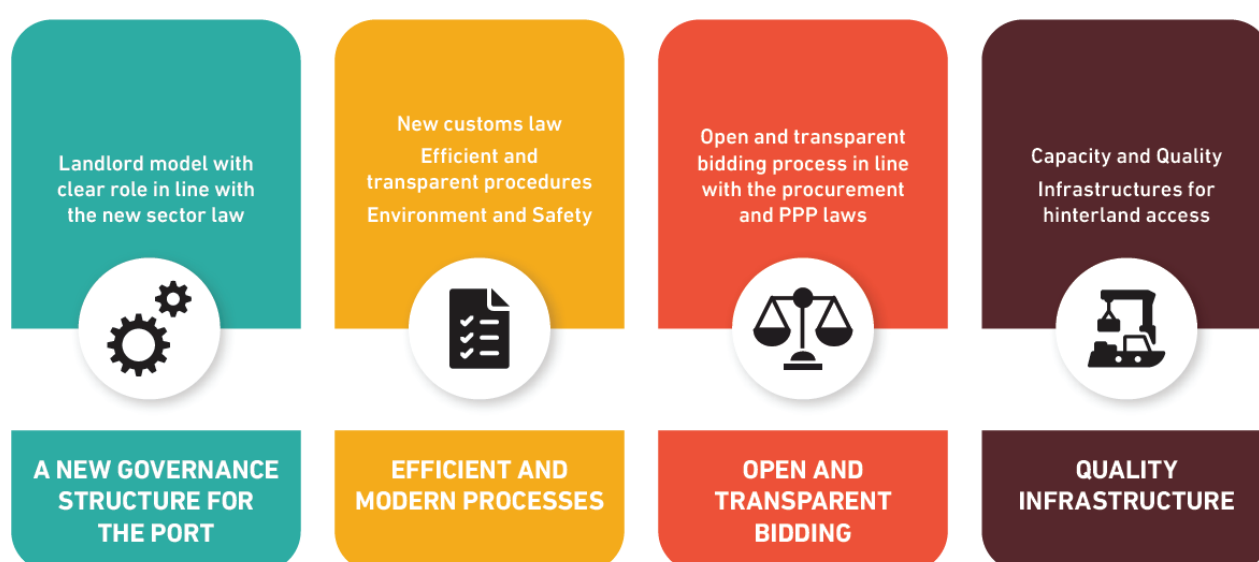 Landlord model with
clear role in line with
the new sector law
A NEW GOVERNANCE
STRUCTURE FOR
THE PORT
New customs law
Efficient and
transparent procedures
Environment and Safety
EFFICIENT AND
MODERN PROCESSES
Open and transparent
bidding process in line
with the procurement
and PPP laws
OPEN AND
TRANSPARENT
BIDDING
Capacity and Quality
Infrastructures for
hinterland access
QUALITY
INFRASTRUCTURE